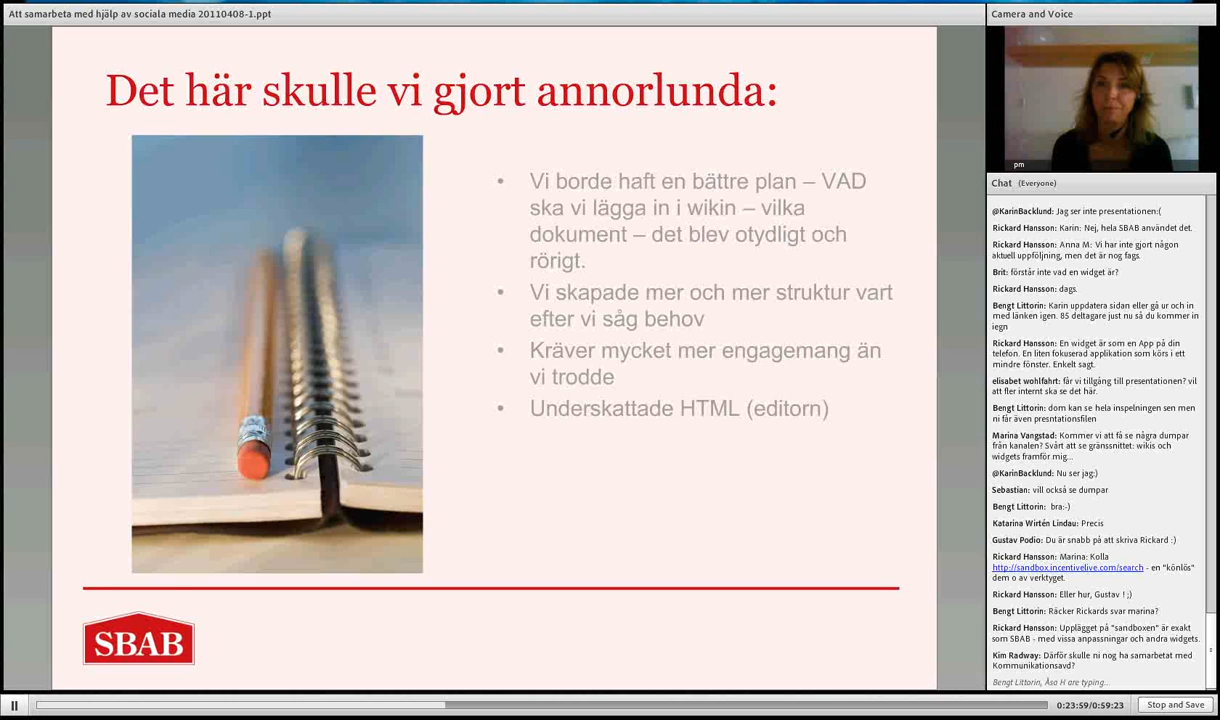 Att samarbeta med hjälp av sociala media 20110408-1.ppt
Det här skulle vi gjort annorlunda:
• Vi borde haft en bättre plan – VAD
ska vi lägga in i wikin – vilka
dokument – det blev otydligt och
rörigt.
• Vi skapade mer och mer struktur vart
efter vi såg behov
• Kräver mycket mer engagemang än
vi trodde
• Underskattade HTML (editorn)
SBAB
Camera and Voice
pm
Chat (Everyone)
@KarinBacklund: Jag ser inte presentationen:(
Rickard Hansson: Karin: Nej, hela SBAB användet det.
Rickard Hansson: Anna M: Vi har inte gjort någon
aktuell uppföljning, men det är nog fags.
Brit: förstår inte vad en widget är?
Rickard Hansson: dags.
Bengt Littorin: Karin uppdatera sidan eller gå ur och in
med länken igen. 85 deltagare just nu så du kommer in
iegn
Rickard Hansson: En widget är som en App på din
telefon. En liten fokuserad applikation som körs i ett
mindre fönster. Enkelt sagt.
elisabet wohlfahrt: får vi tillgång till presentationen? vil
att fler internt ska se det här.
Bengt Littorin: dom kan se hela inspelningen sen men
ni får även presntationsfilen
Marina Vangstad: Kommer vi att få se några dumpar
från kanalen? Svårt att se gränssnittet: wikis och
widgets framför mig...
@KarinBacklund: Nu ser jag:)
Sebastian: vill också se dumpar
Bengt Littorin: bra:-)
Katarina Wirtén Lindau: Precis
Gustav Podio: Du är snabb på att skriva Rickard :)
Rickard Hansson: Marina: Kolla
http://sandbox.incentivelive.com/search - en "könlös"
dem o av verktyget.
Rickard Hansson: Eller hur, Gustav ! ;)
Bengt Littorin: Räcker Rickards svar marina?
Rickard Hansson: Upplägget på "sandboxen" är exakt
som SBAB - med vissa anpassningar och andra widgets.
Kim Radway: Därför skulle ni nog ha samarbetat med
Kommunikationsavd?
Bengt Littorin, Åsa H are typing...
0:23:59/0:59:23
Stop and Save